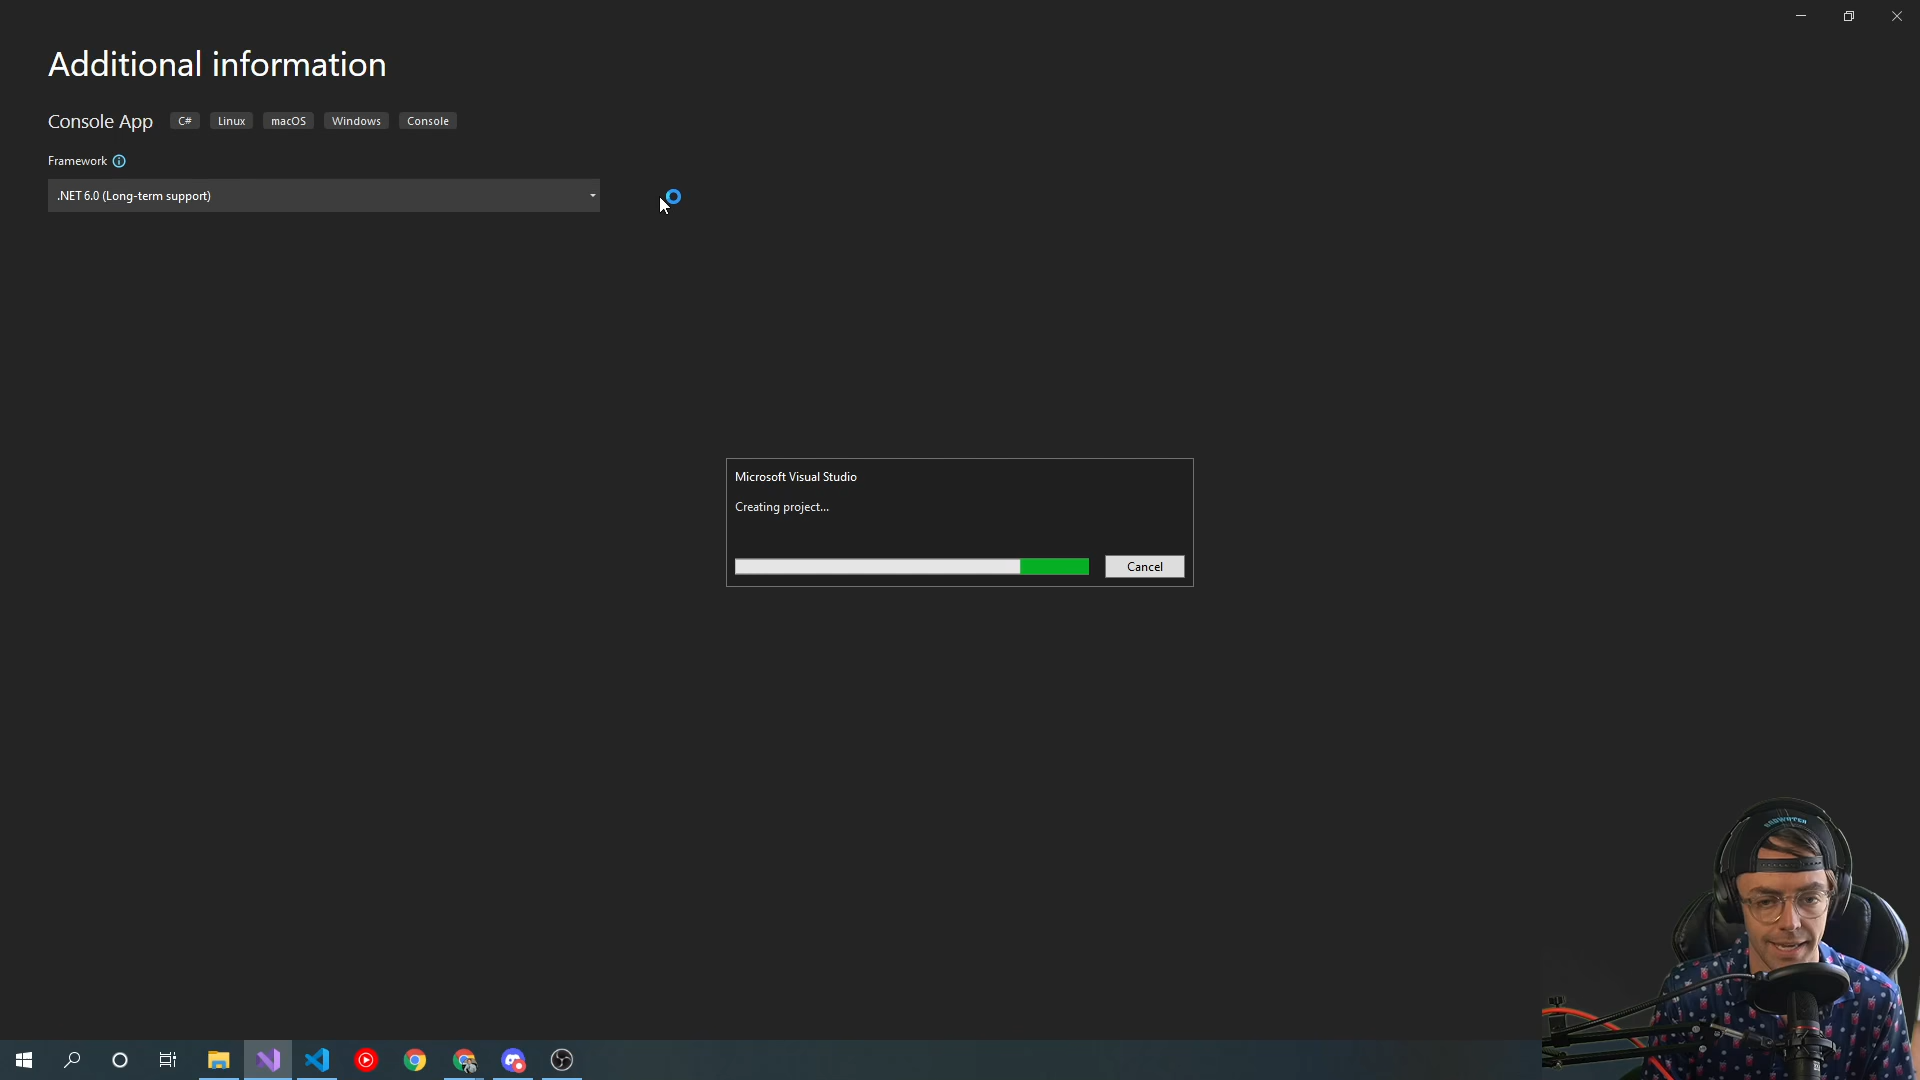 Additional information
Console App C# Linux macOS Windows Console
Framework
.NET 6.0 (Long-term support)
Microsoft Visual Studio
Creating project...
Cancel